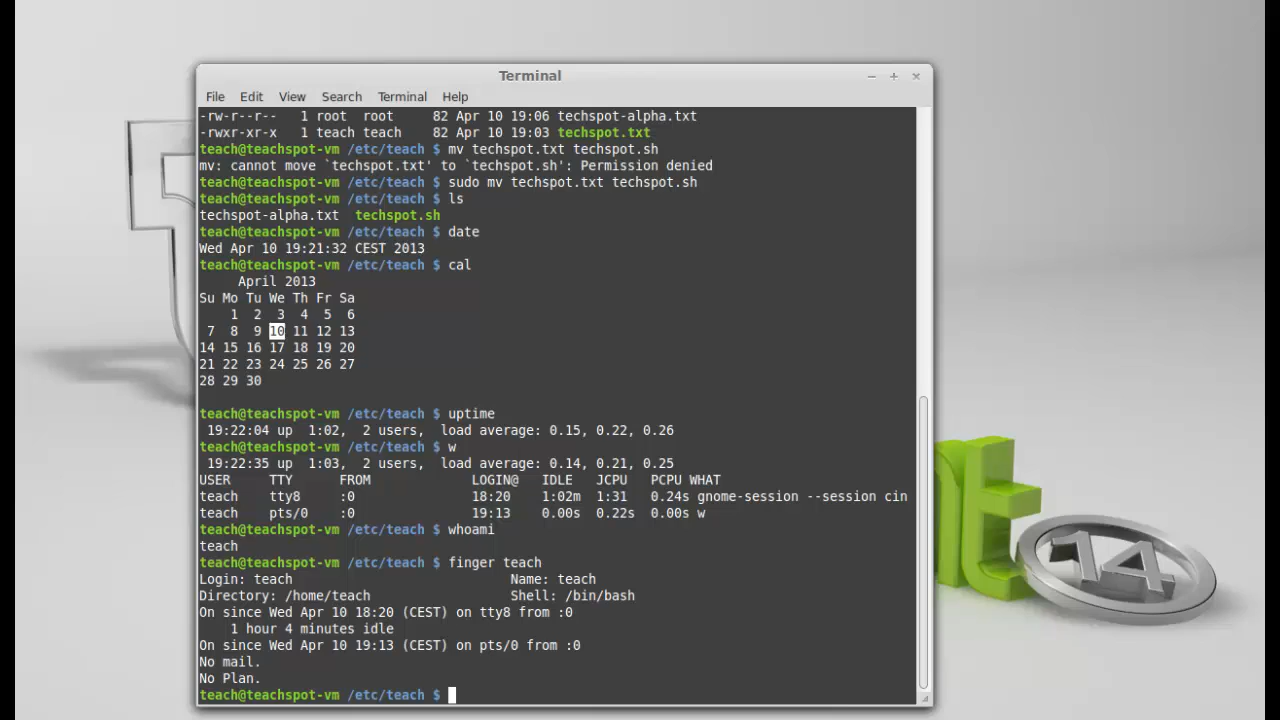 Terminal
File Edit View Search Terminal Help
-rw-r--r-- 1 root root 82 Apr 10 19:06 techspot-alpha.txt
-rwxr-xr-x 1 teach teach 82 Apr 10 19:03 techspot.txt
teach@teachspot-vm /etc/teach $ mv techspot.txt techspot.sh
mv: cannot move `techspot.txt' to `techspot.sh': Permission denied
teach@teachspot-vm /etc/teach $ sudo mv techspot.txt techspot.sh
teach@teachspot-vm /etc/teach $ ls
techspot-alpha.txt techspot.sh
teach@teachspot-vm /etc/teach $ date
Wed Apr 10 19:21:32 CEST 2013
teach@teachspot-vm /etc/teach $ cal
April 2013
Su Mo Tu We Th Fr Sa
1 2 3 4 5 6
7 8 9 10 11 12 13
14 15 16 17 18 19 20
21 22 23 24 25 26 27
28 29 30
teach@teachspot-vm /etc/teach $ uptime
19:22:04 up 1:02, 2 users, load average: 0.15, 0.22, 0.26
teach@teachspot-vm /etc/teach $ w
19:22:35 up 1:03, 2 users, load average: 0.14, 0.21, 0.25
USER TTY FROM LOGIN@ IDLE JCPU PCPU WHAT
teach tty8 :0 18:20 1:02m 1:31 0.24s gnome-session --session cin
teach pts/0 :0 19:13 0.00s 0.22s 0.00s w
teach@teachspot-vm /etc/teach $ whoami
teach
teach@teachspot-vm /etc/teach $ finger teach
Login: teach Name: teach
Directory: /home/teach Shell: /bin/bash
On since Wed Apr 10 18:20 (CEST) on tty8 from :0
1 hour 4 minutes idle
On since Wed Apr 10 19:13 (CEST) on pts/0 from :0
No mail.
No Plan.
teach@teachspot-vm /etc/teach $
14